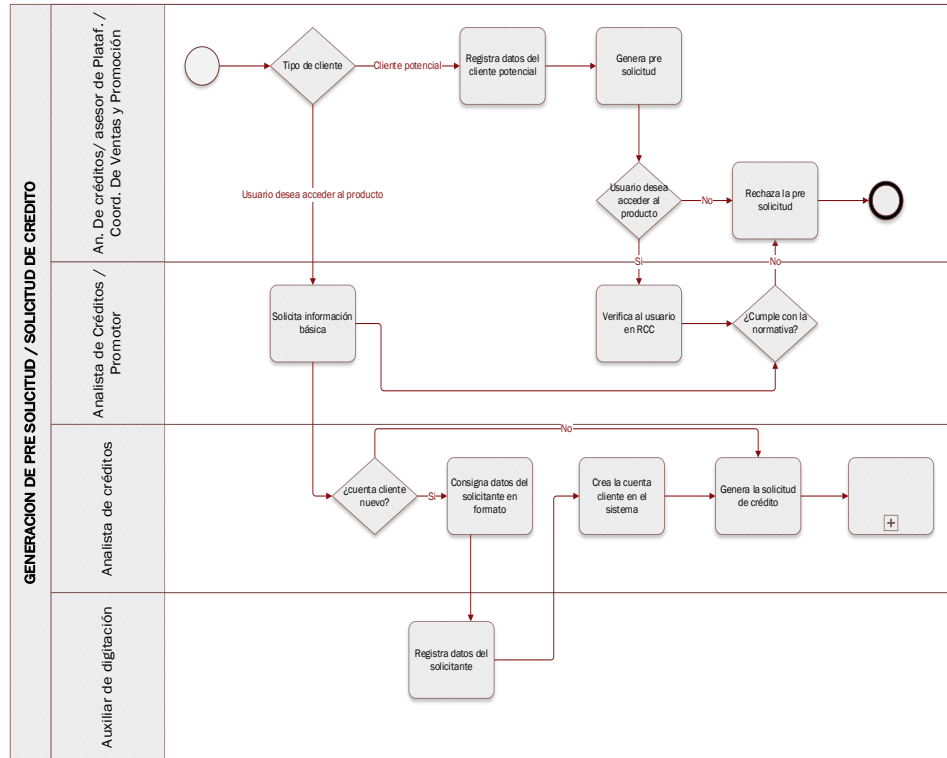 GENERACION DE PRE SOLICITUD / SOLICITUD DE CREDITO
An. De créditos/ asesor de Plataf. /
Coord. De Ventas y Promoción
Tipo de cliente
Cliente potencial
Registra datos del
cliente potencial
Genera pre
solicitud
Usuario desea acceder al producto
Usuario desea
acceder al
producto
No
Rechaza la pre
solicitud
Si
No
Analista de Créditos /
Promotor
Solicita información
básica
Verifica al usuario
en RCC
¿Cumple con la
normativa?
Analista de créditos
No
¿cuenta cliente
nuevo?
Si
Consigna datos del
solicitante en
formato
Crea la cuenta
cliente en el
sistema
Genera la solicitud
de crédito
Auxiliar de digitación
Registra datos del
solicitante